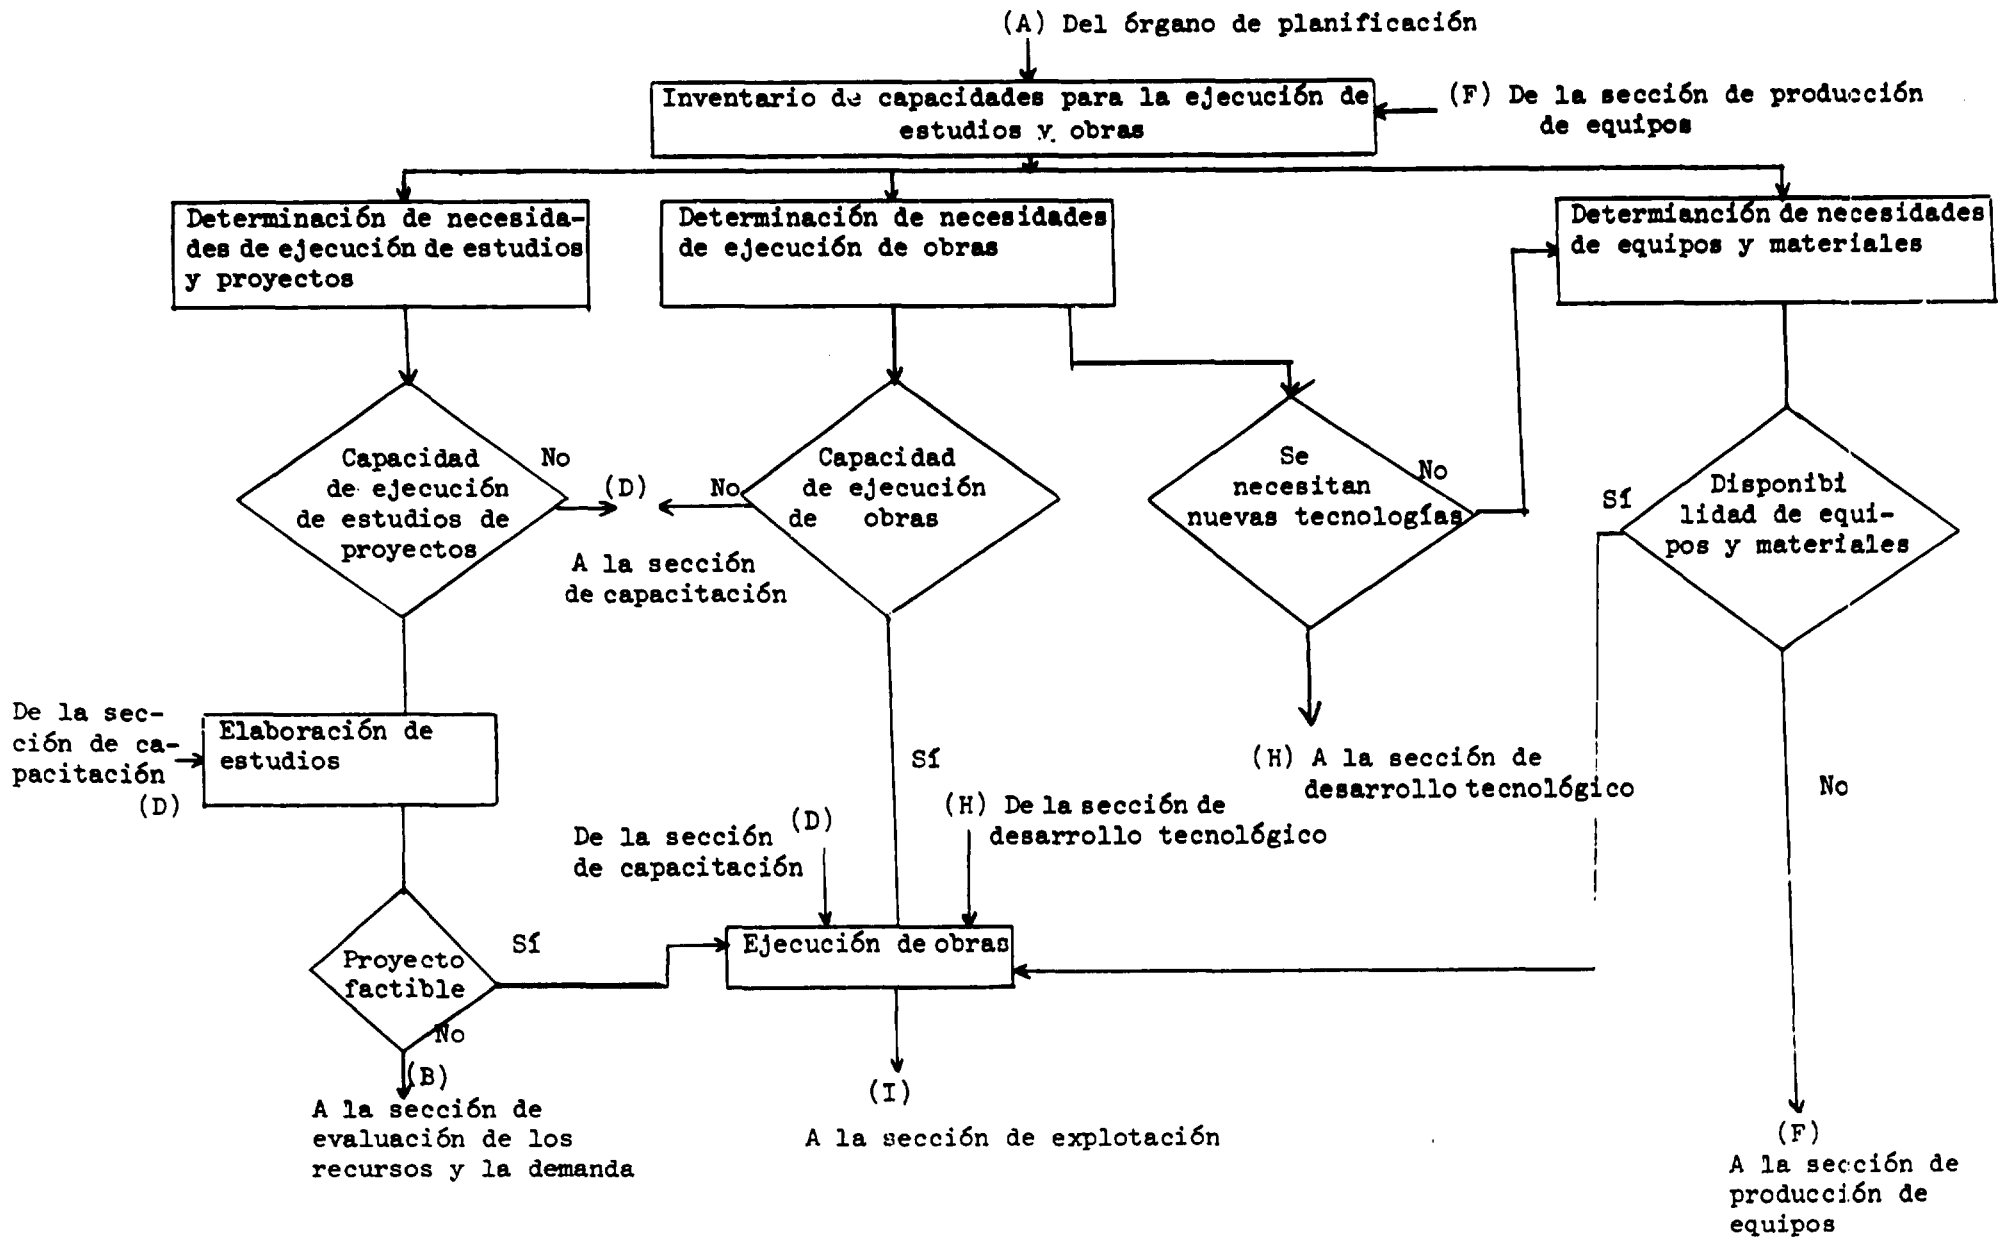 (A) Del órgano de planificación
Inventario de capacidades para la ejecución de
estudios y obras
(F) De la sección de producción
de equipos
Determinación de necesida-
des de ejecución de estudios
y proyectos
Determinación de necesidades
de ejecución de obras
Determianción de necesidades
de equipos y materiales
Capacidad
de ejecución
de estudios de
proyectos
No
(D)
A la sección
de capacitación
No
Capacidad
de ejecución
de obras
Se
necesitan
nuevas tecnologías
No
Sí
Disponibi
lidad de equi-
pos y materiales
De la sec-
ción de ca-
pacitación
(D)
Elaboración de
estudios
Sí
(H) A la sección de
desarrollo tecnológico
No
De la sección
de capacitación
(D)
(H) De la sección de
desarrollo tecnológico
Proyecto
factible
Sí
No
Ejecución de obras
(B)
A la sección de
evaluación de los
recursos y la demanda
(I)
A la sección de explotación
(F)
A la sección de
producción de
equipos